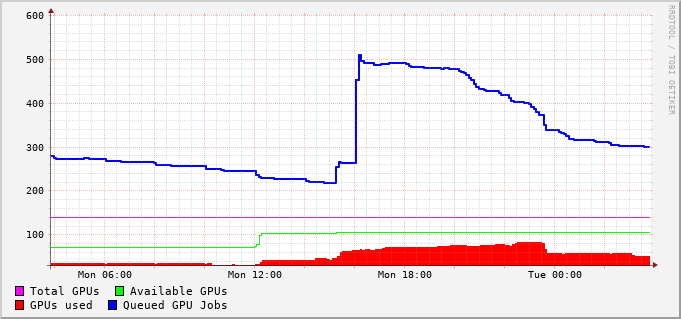 600
500
400
300
200
100
Mon 06:00 Mon 12:00 Mon 18:00 Tue 00:00
Total GPUs Available GPUs
GPUs used Queued GPU Jobs
RRDTOOL / TOBI OETIKER